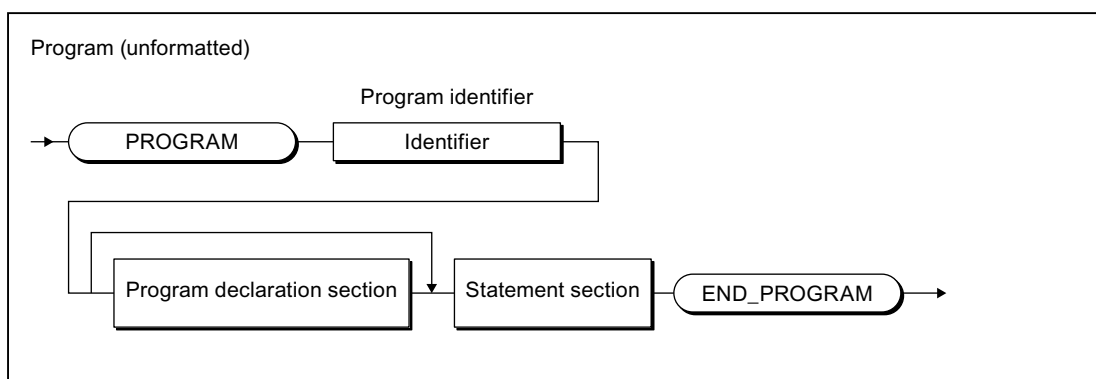 Program (unformatted)
Program identifier
PROGRAM
Identifier
Program declaration section
Statement section
END_PROGRAM